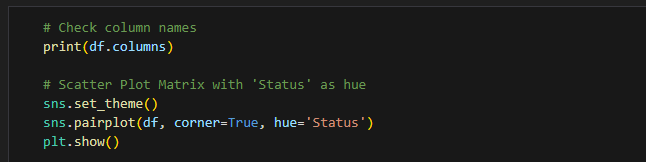 # Check column names
print(df.columns)
# Scatter Plot Matrix with 'Status' as hue
sns.set_theme()
sns.pairplot(df, corner=True, hue='Status')
plt.show()